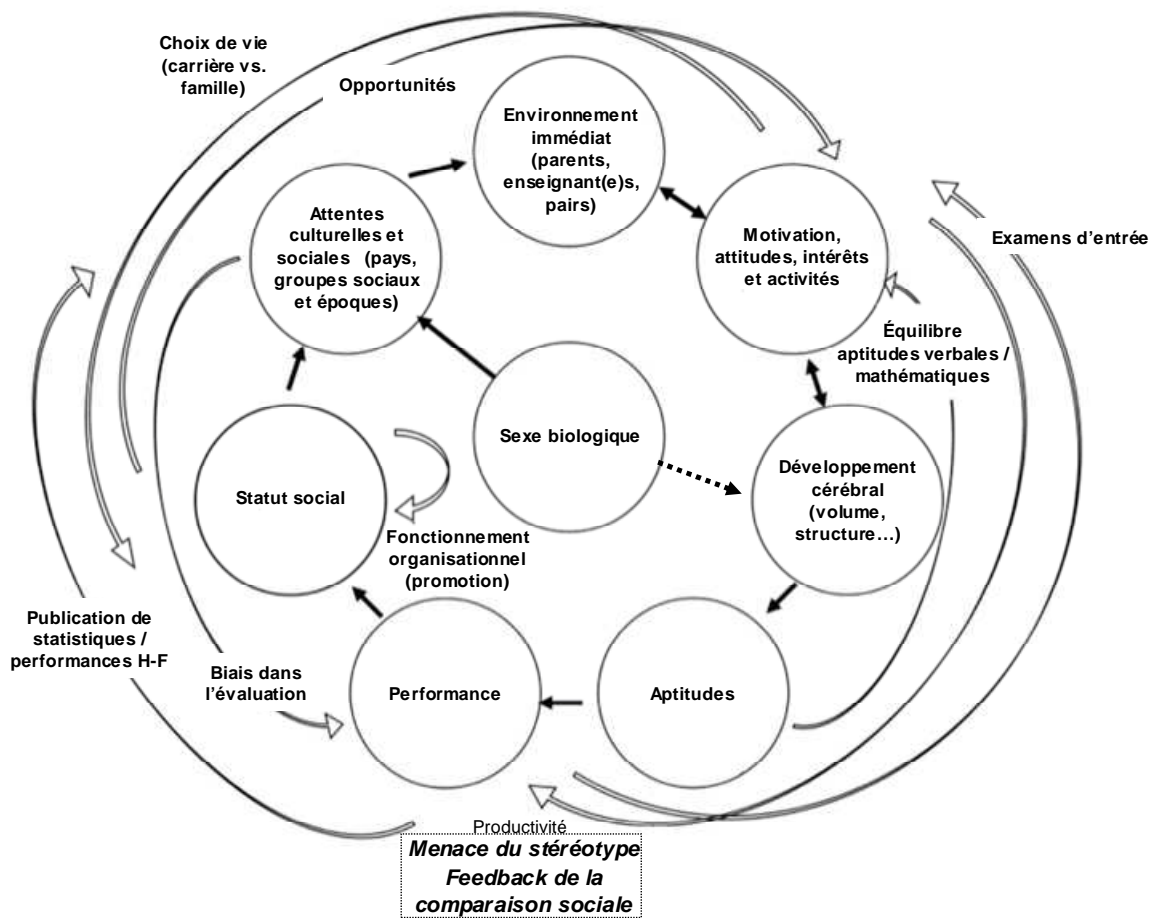 Choix de vie
(carrière vs.
famille)
Opportunités
Environnement
immédiat
(parents,
enseignant(e)s,
pairs)
Attentes
culturelles et
sociales (pays,
groupes sociaux
et époques)
Motivation,
attitudes, intérêts
et activités
Examens d'entrée
Équilibre
aptitudes verbales /
mathématiques
Sexe biologique
Statut social
Développement
cérébral
(volume,
structure…)
Fonctionnement
organisationnel
(promotion)
Publication de
statistiques /
performances H-F
Biais dans
l'évaluation
Performance
Aptitudes
Productivité
Menace du stéréotype
Feedback de la
comparaison sociale